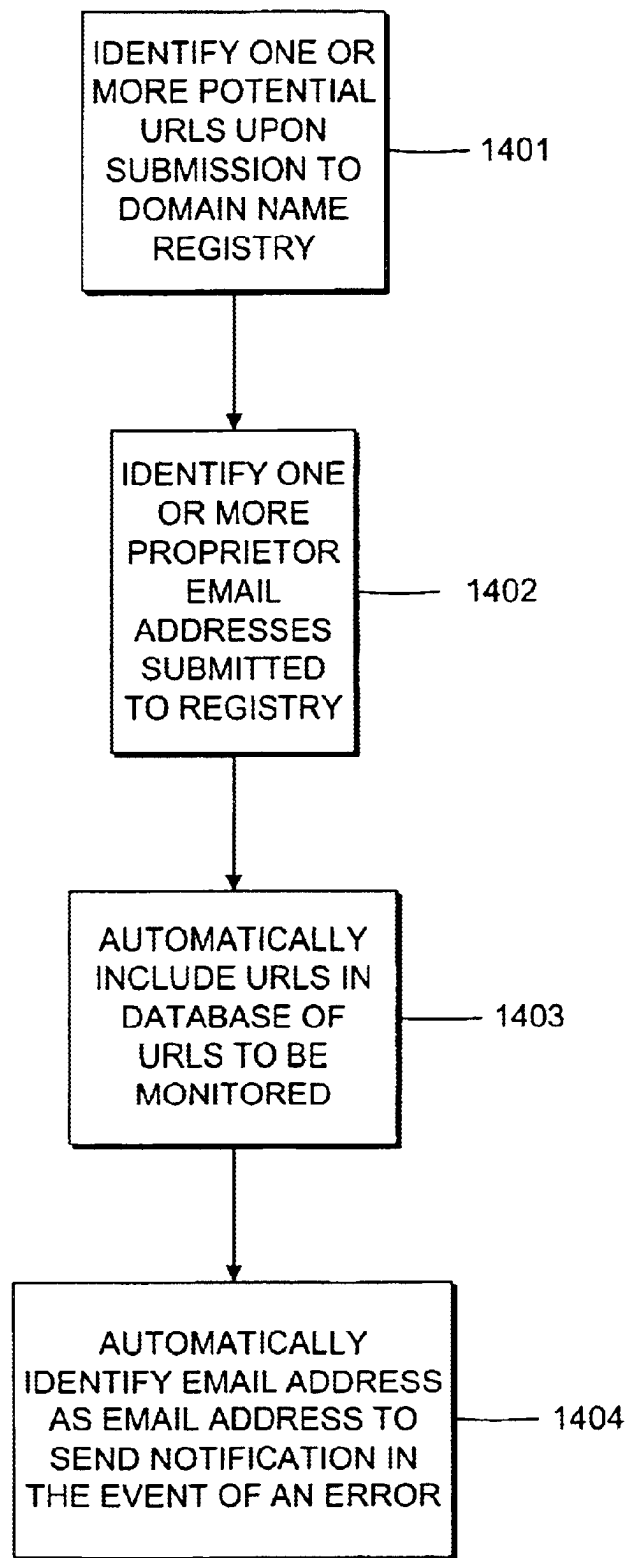 IDENTIFY ONE OR
MORE POTENTIAL
URLS UPON
SUBMISSION TO
DOMAIN NAME
REGISTRY
1401
IDENTIFY ONE
OR MORE
PROPRIETOR
EMAIL
ADDRESSES
SUBMITTED
TO REGISTRY
1402
AUTOMATICALLY
INCLUDE URLS IN
DATABASE OF
URLS TO BE
MONITORED
1403
AUTOMATICALLY
IDENTIFY EMAIL ADDRESS
AS EMAIL ADDRESS TO
SEND NOTIFICATION IN
THE EVENT OF AN ERROR
1404